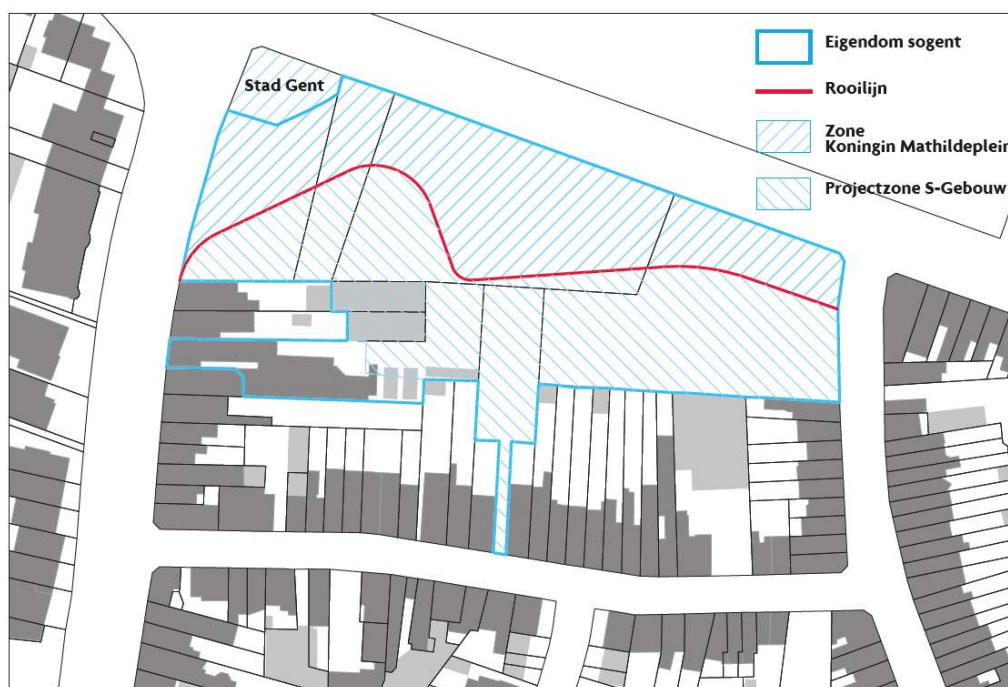 Stad Gent
Eigendom sogent
Rooilijn
Zone
Koningin Mathildeplein
Projectzone S-Gebouw